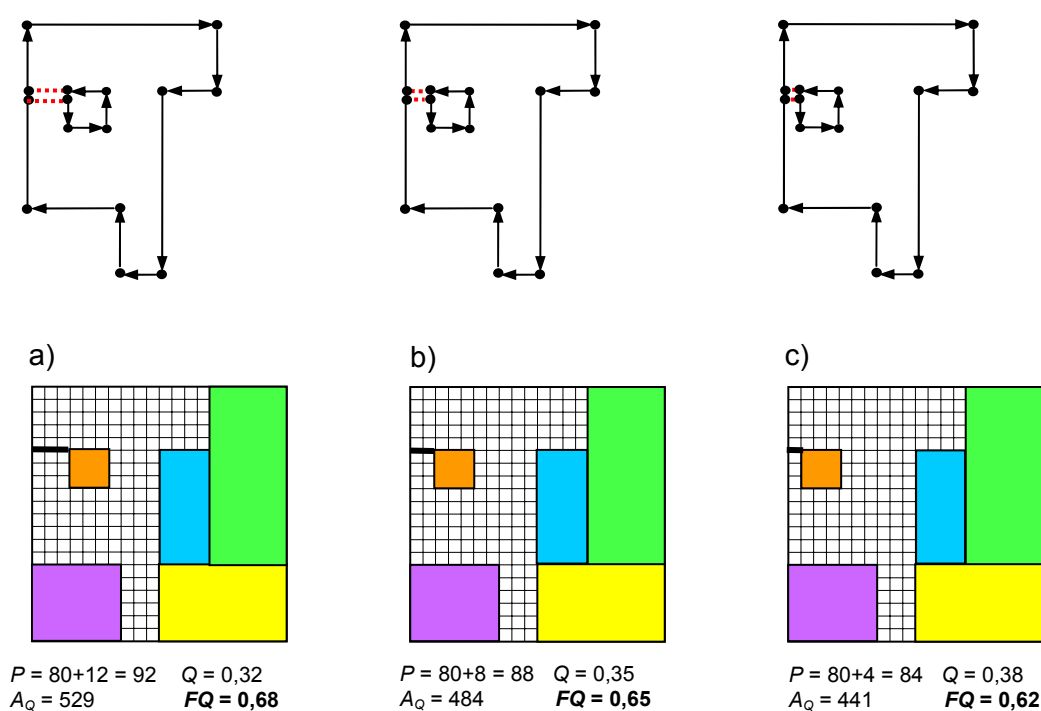 a)
b)
c)
P = 80+12 = 92 Q = 0,32
A_Q = 529 FQ = 0,68
P = 80+8 = 88 Q = 0,35
A_Q = 484 FQ = 0,65
P = 80+4 = 84 Q = 0,38
A_Q = 441 FQ = 0,62